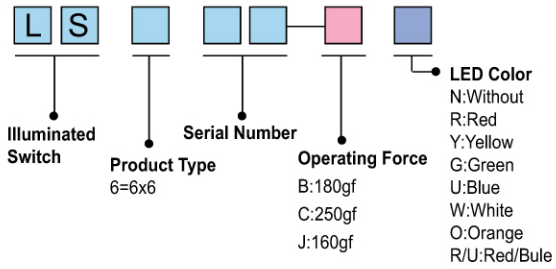 L S
Illuminated
Switch
Product Type
6=6x6
Serial Number
Operating Force
B:180gf
C:250gf
J:160gf
LED Color
N:Without
R:Red
Y:Yellow
G:Green
U:Blue
W:White
O:Orange
R/U:Red/Bule